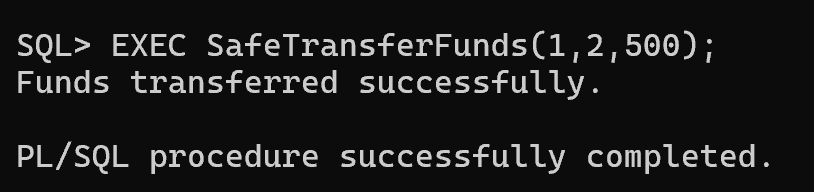 SQL> EXEC SafeTransferFunds(1,2,500);
Funds transferred successfully.
PL/SQL procedure successfully completed.